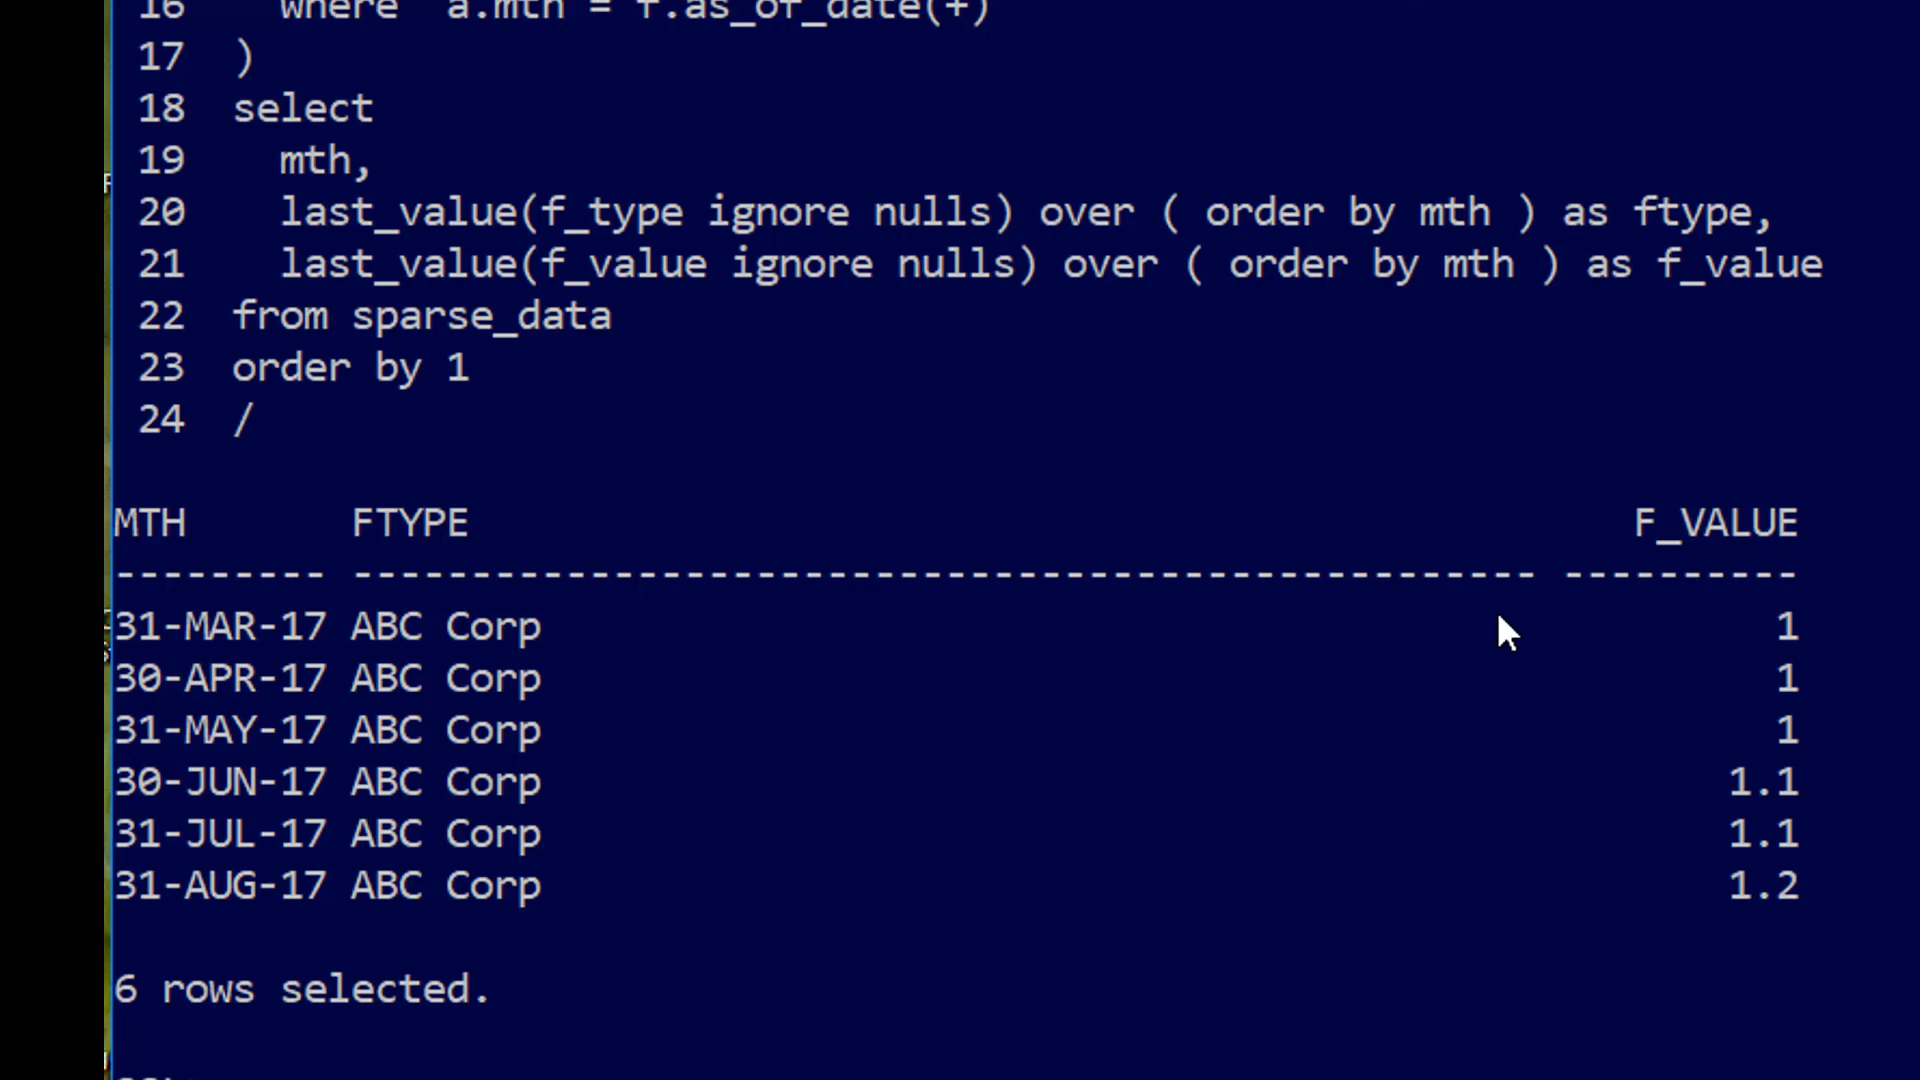 16 where a.mth = f.as_of_date(+)
17 )
18 select
19 mth,
20 last_value(f_type ignore nulls) over ( order by mth ) as ftype,
21 last_value(f_value ignore nulls) over ( order by mth ) as f_value
22 from sparse_data
23 order by 1
24 /
MTH FTYPE F_VALUE
--------- -------------------------------------------------- ----------
31-MAR-17 ABC Corp 1
30-APR-17 ABC Corp 1
31-MAY-17 ABC Corp 1
30-JUN-17 ABC Corp 1.1
31-JUL-17 ABC Corp 1.1
31-AUG-17 ABC Corp 1.2
6 rows selected.